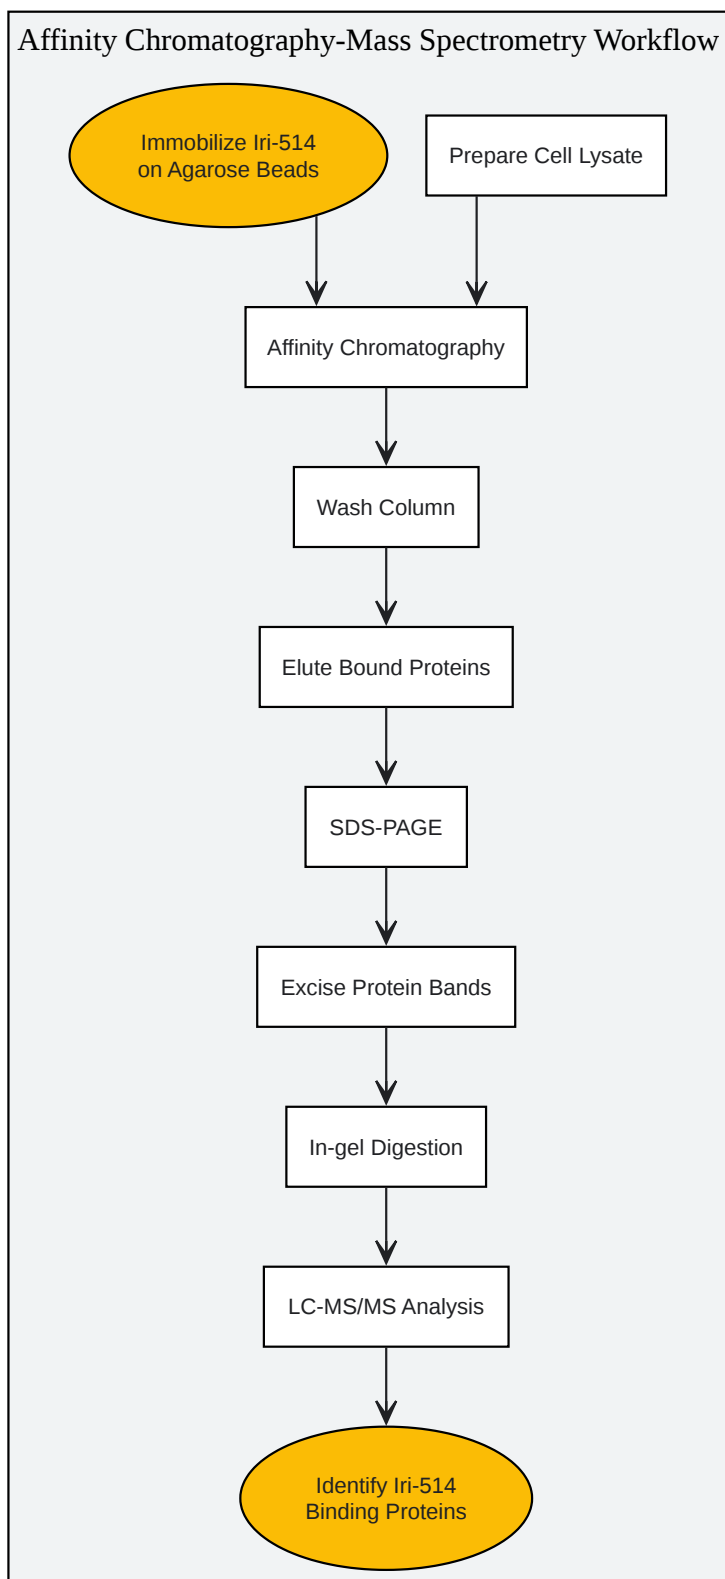 Affinity Chromatography-Mass Spectrometry Workflow
Immobilize Iri-514
on Agarose Beads
Prepare Cell Lysate
Affinity Chromatography
Wash Column
Elute Bound Proteins
SDS-PAGE
Excise Protein Bands
In-gel Digestion
LC-MS/MS Analysis
Identify Iri-514
Binding Proteins